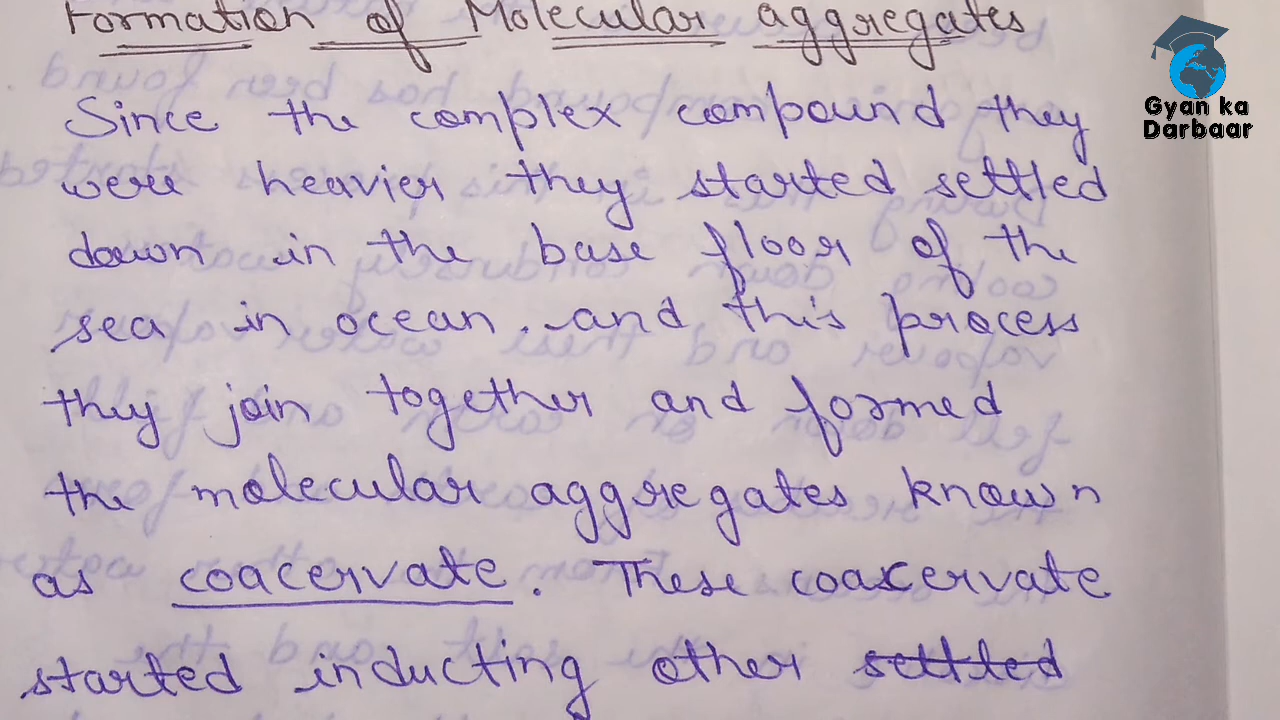 Formation of Molecular aggregates
Gyan ka
Darbaar
Since the complex compound they
were heavier they started settled
down in the base floor of the
sea in ocean. and this process
they join together and formed
the molecular aggregates known
as coacervate. These coacervate
started inducting other settled